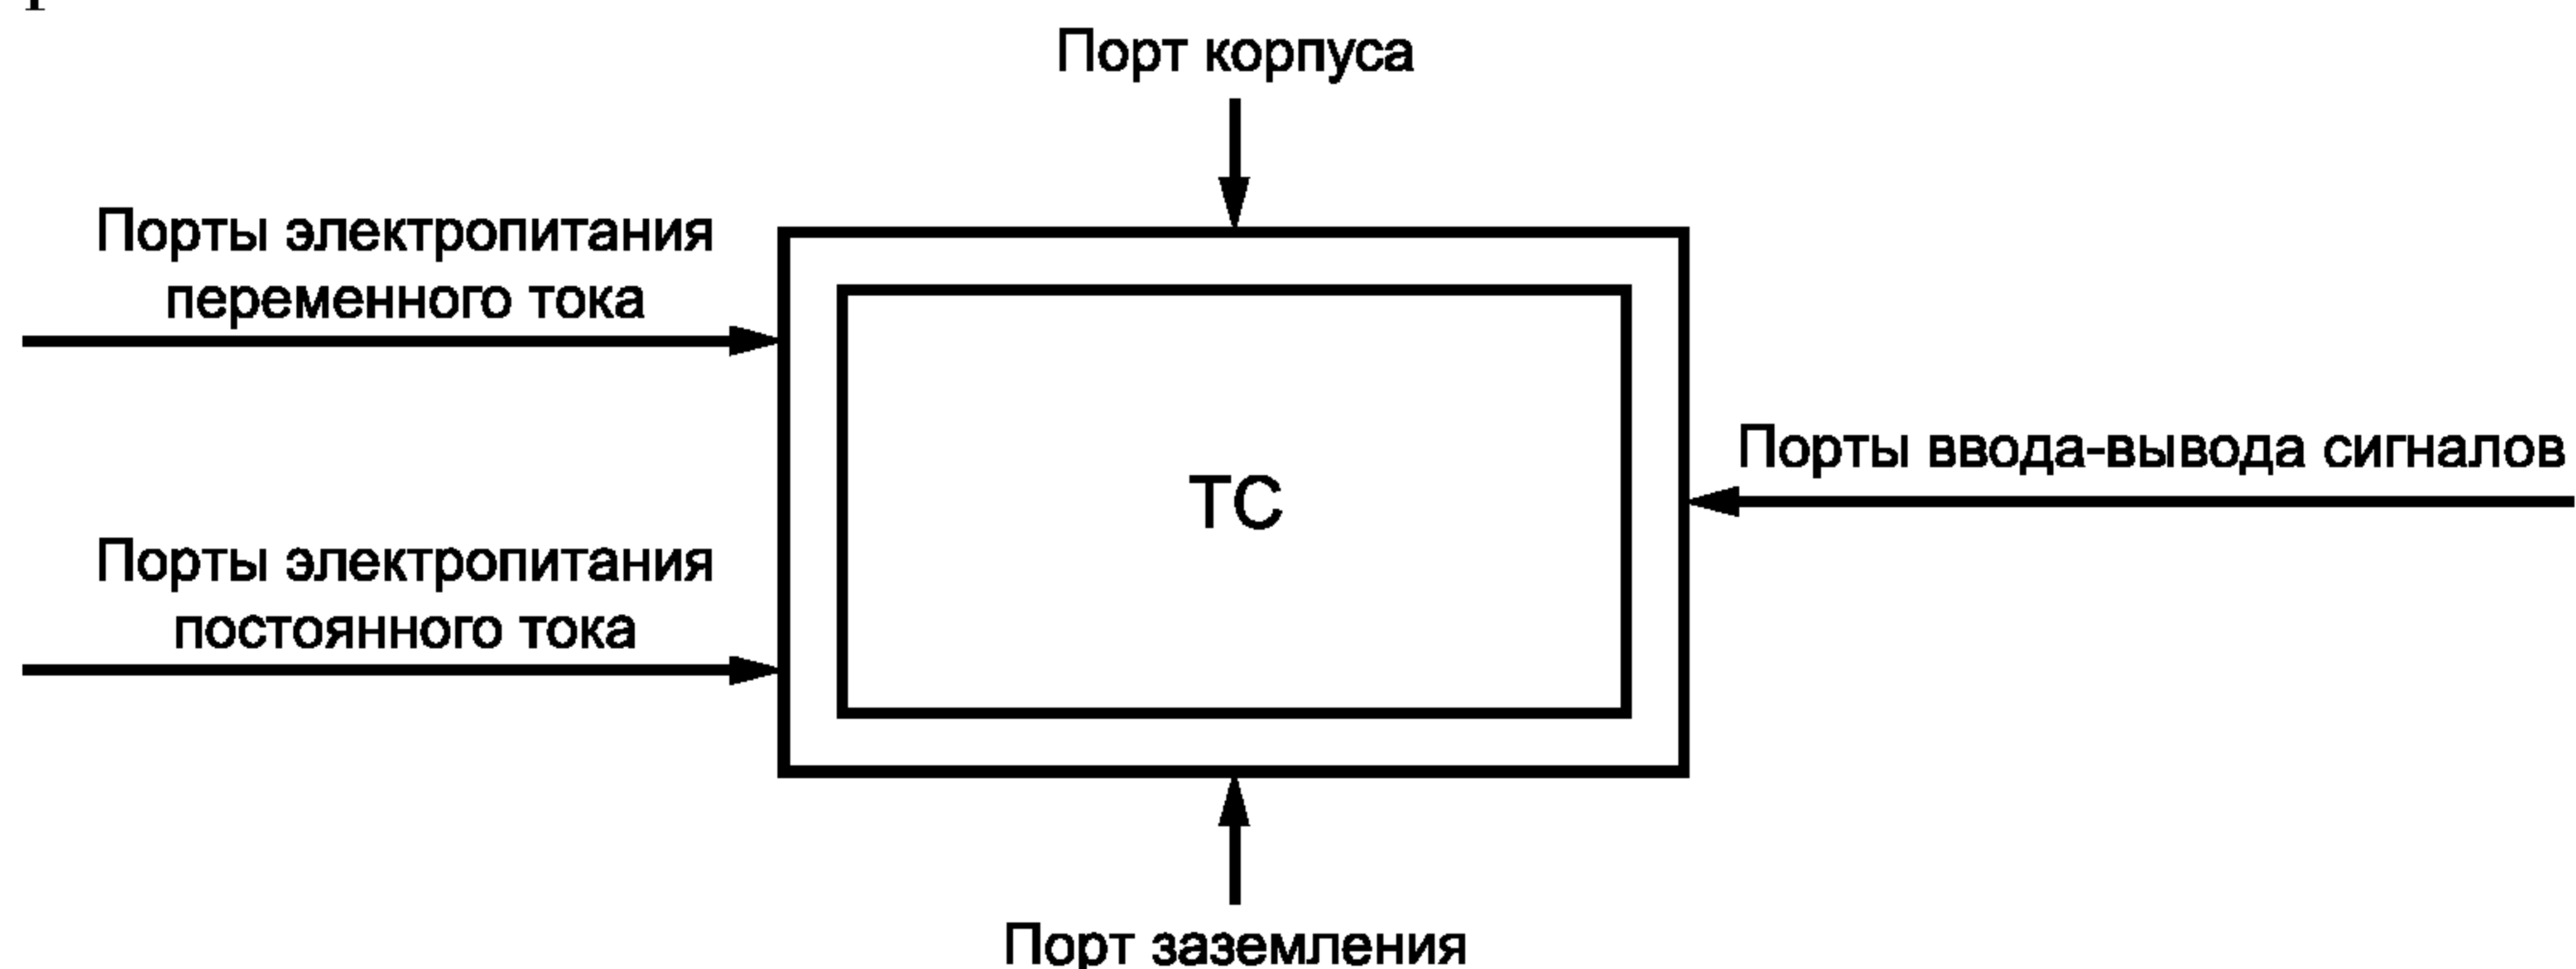 Порт корпуса
Порты электропитания
переменного тока
Порты ввода-вывода сигналов
ТС
Порты электропитания
постоянного тока
Порт заземления